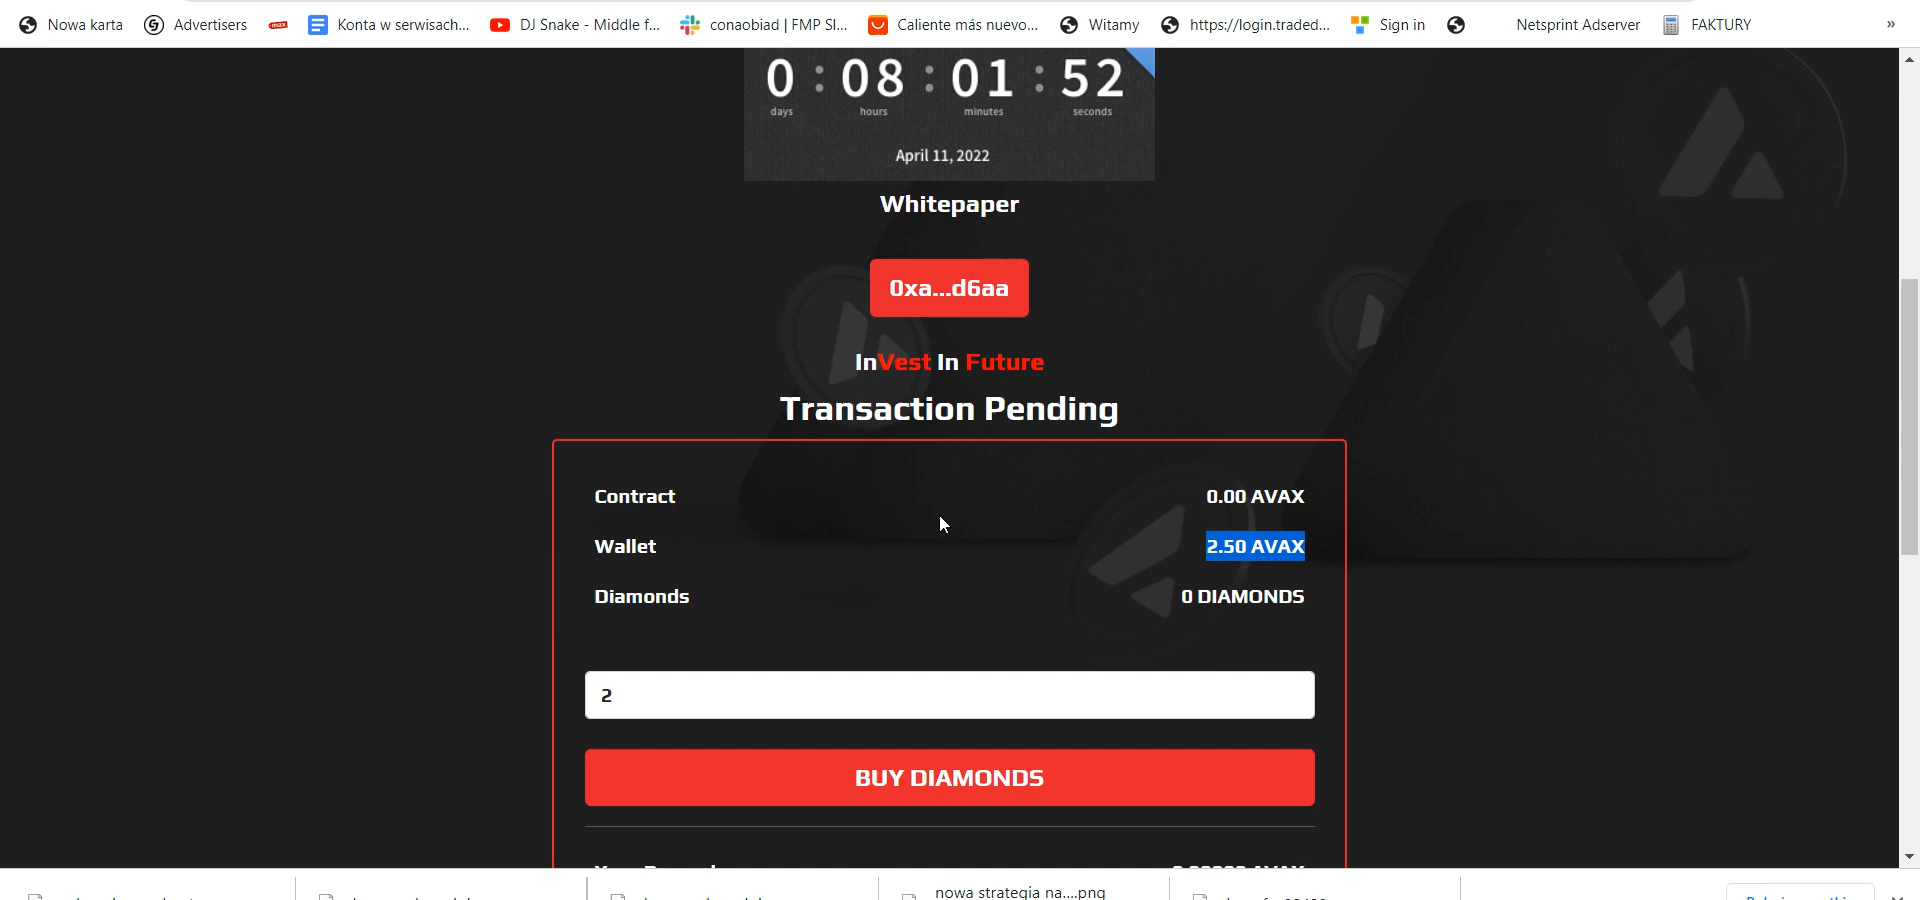 Nowa karta Advertisers Konta w serwisach... DJ Snake - Middle f... conaobiad | FMP Sl... Caliente más nuevo... Witamy https://login.traded... Sign in Netsprint Adserver FAKTURY »
0 : 08 : 01 : 52
days hours minutes seconds
April 11, 2022
Whitepaper
0xa...d6aa
InVest In Future
Transaction Pending
Contract 0.00 AVAX
Wallet 2.50 AVAX
Diamonds 0 DIAMONDS
2
BUY DIAMONDS
nowa strategia na....png